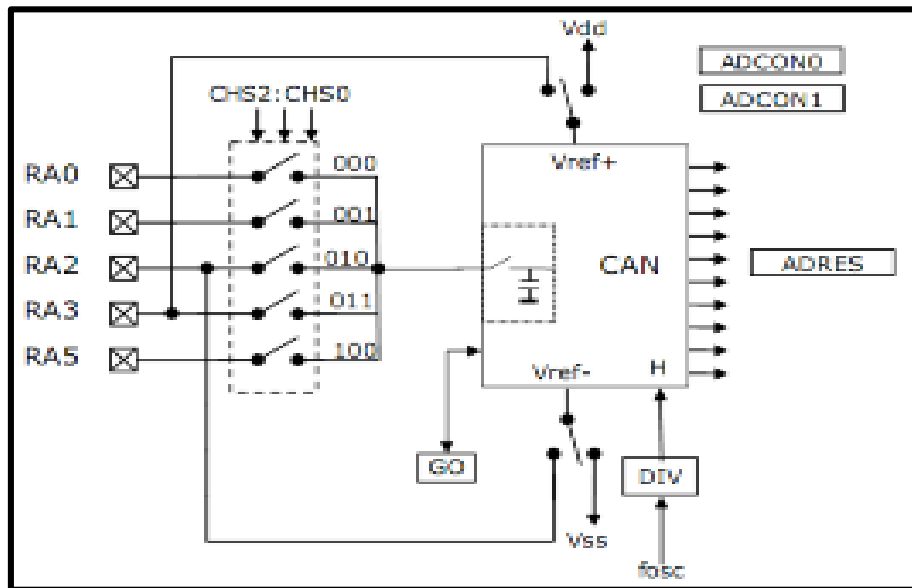 Vdd
ADCON0
CHS2:CHS0
ADCON1
RA0
000
Vref+
RA1
001
RA2
010
CAN
ADRES
RA3
011
RA5
100
Vref-
H
GO
DIV
Vss
fosc